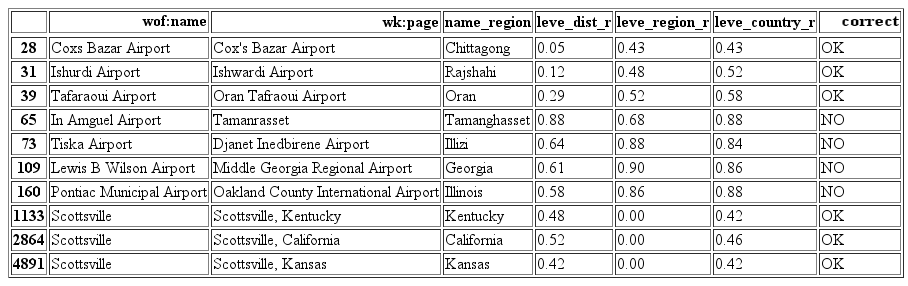 wof:name wk:page name_region leve_dist_r leve_region_r leve_country_r correct
28 Coxs Bazar Airport Cox's Bazar Airport Chittagong 0.05 0.43 0.43 OK
31 Ishurdi Airport Ishwardi Airport Rajshahi 0.12 0.48 0.52 OK
39 Tafaraoui Airport Oran Tafraoui Airport Oran 0.29 0.52 0.58 OK
65 In Amguel Airport Tamanrasset Tamanghasset 0.88 0.68 0.88 NO
73 Tiska Airport Djanet Inedbirene Airport Illizi 0.64 0.88 0.84 NO
109 Lewis B Wilson Airport Middle Georgia Regional Airport Georgia 0.61 0.90 0.86 NO
160 Pontiac Municipal Airport Oakland County International Airport Illinois 0.58 0.86 0.88 NO
1133 Scottsville Scottsville, Kentucky Kentucky 0.48 0.00 0.42 OK
2864 Scottsville Scottsville, California California 0.52 0.00 0.46 OK
4891 Scottsville Scottsville, Kansas Kansas 0.42 0.00 0.42 OK